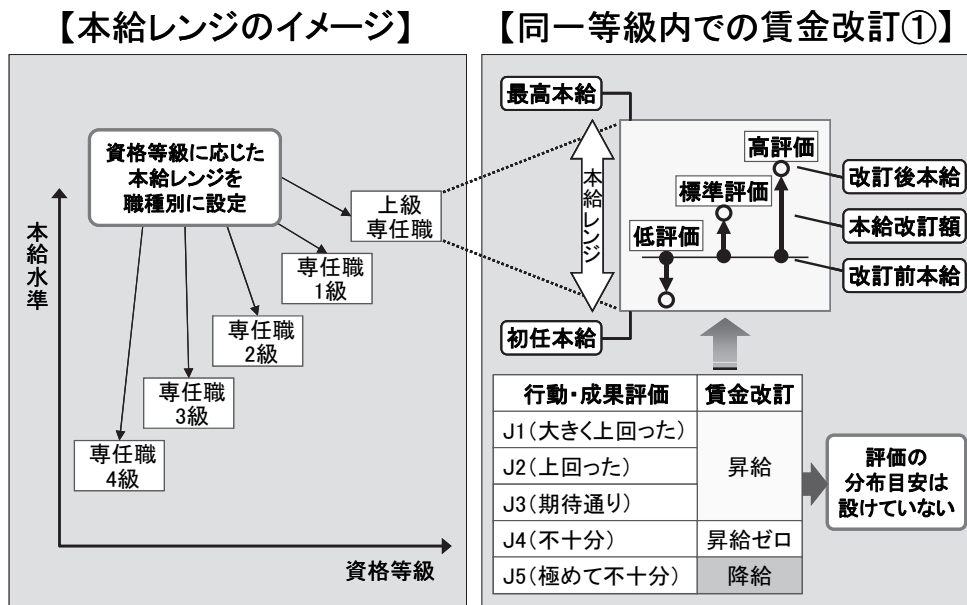 【本給レンジのイメージ】
資格等級に応じた
本給レンジを
職種別に設定
上級
専任職
専任職
1級
専任職
2級
専任職
3級
専任職
4級
本給水準
資格等級
【同一等級内での賃金改訂①】
最高本給
本給レンジ
初任本給
高評価
標準評価
低評価
改訂後本給
本給改訂額
改訂前本給
行動・成果評価 賃金改訂
J1（大きく上回った）
J2（上回った） 昇給
J3（期待通り）
J4（不十分） 昇給ゼロ
J5（極めて不十分） 降給
評価の
分布目安は
設けていない